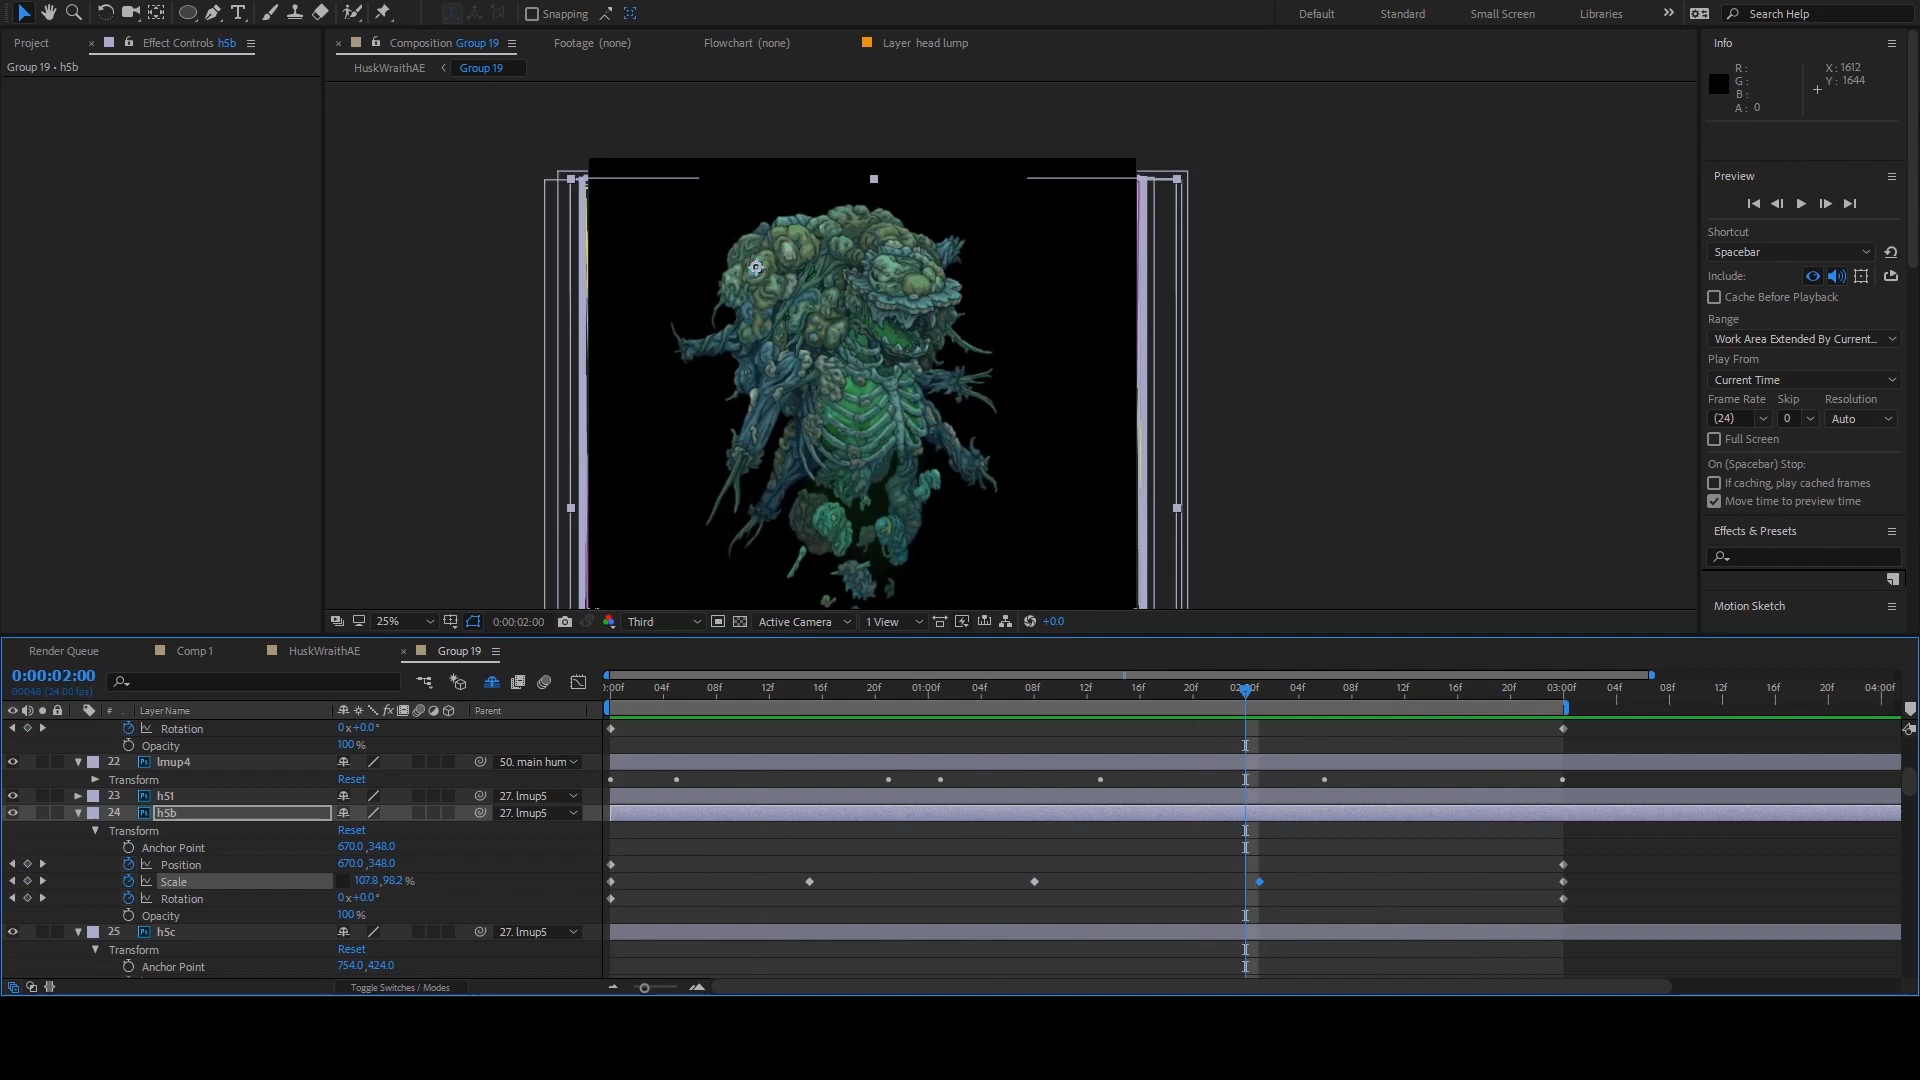 Snapping
Default
Standard
Small Screen
Libraries
Search Help
Project
Effect Controls h5b
Composition Group 19
Footage (none)
Flowchart (none)
Layer head lump
Info
Group 19 • h5b
HuskWraithAE
Group 19
R :
G :
B :
A : 0
X : 1612
Y : 1644
Preview
Shortcut
Spacebar
Include:
Cache Before Playback
Range
Work Area Extended By Current...
Play From
Current Time
Frame Rate Skip Resolution
(24) 0 Auto
Full Screen
On (Spacebar) Stop:
If caching, play cached frames
Move time to preview time
Effects & Presets
Motion Sketch
25%
0:00:02:00
Third
Active Camera
1 View
+0.0
Render Queue
Comp 1
HuskWraithAE
Group 19
0:00:02:00
00048 (24.00 fps)
:00f 04f 08f 12f 16f 20f 01:00f 04f 08f 12f 16f 20f 04f 08f 12f 16f 20f 03:00f 04f 08f 12f 16f 20f 04:00f
# Layer Name Parent
Rotation 0x+0.0°
Opacity 100 %
22 lmup4 50. main hum
Transform Reset
23 h51 27. lmup5
24 h5b 27. lmup5
Transform Reset
Anchor Point 670.0,348.0
Position 670.0,348.0
Scale 107.8,98.2 %
Rotation 0x+0.0°
Opacity 100 %
25 h5c 27. lmup5
Transform Reset
Anchor Point 754.0,424.0
Toggle Switches / Modes